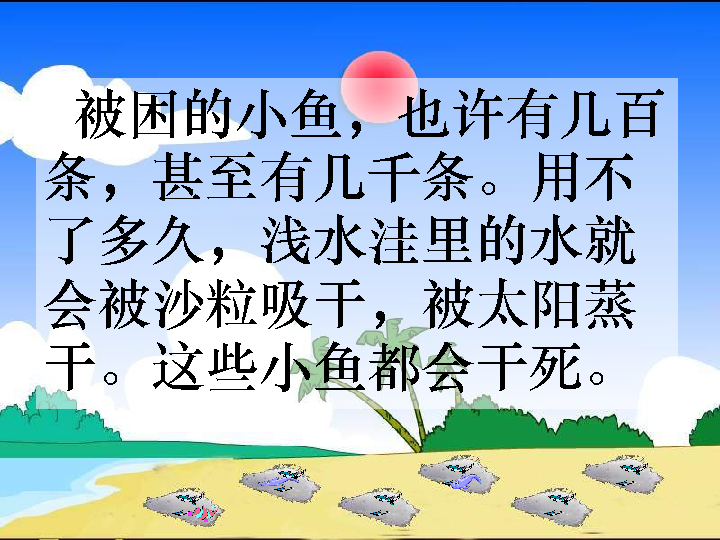 被困的小鱼，也许有几百
条，甚至有几千条。用不
了多久，浅水洼里的水就
会被沙粒吸干，被太阳蒸
干。这些小鱼都会干死。